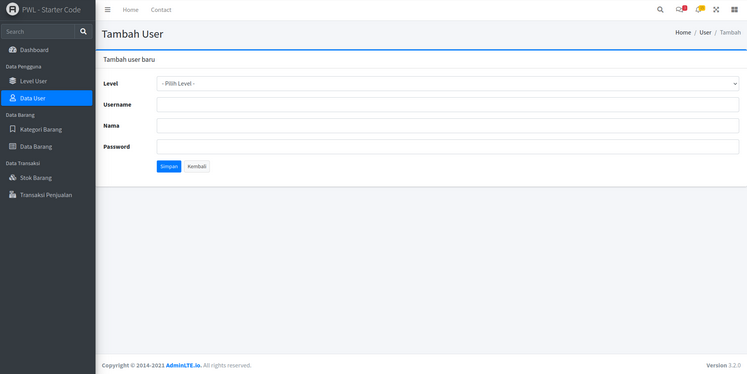 PWL - Starter Code
Home
Contact
Search
Dashboard
Data Pengguna
Level User
Data User
Data Barang
Kategori Barang
Data Barang
Data Transaksi
Stok Barang
Transaksi Penjualan
Tambah User
Home / User / Tambah
Tambah user baru
Level
- Pilih Level -
Username
Nama
Password
Simpan
Kembali
Copyright © 2014-2021 AdminLTE.io. All rights reserved.
Version 3.2.0